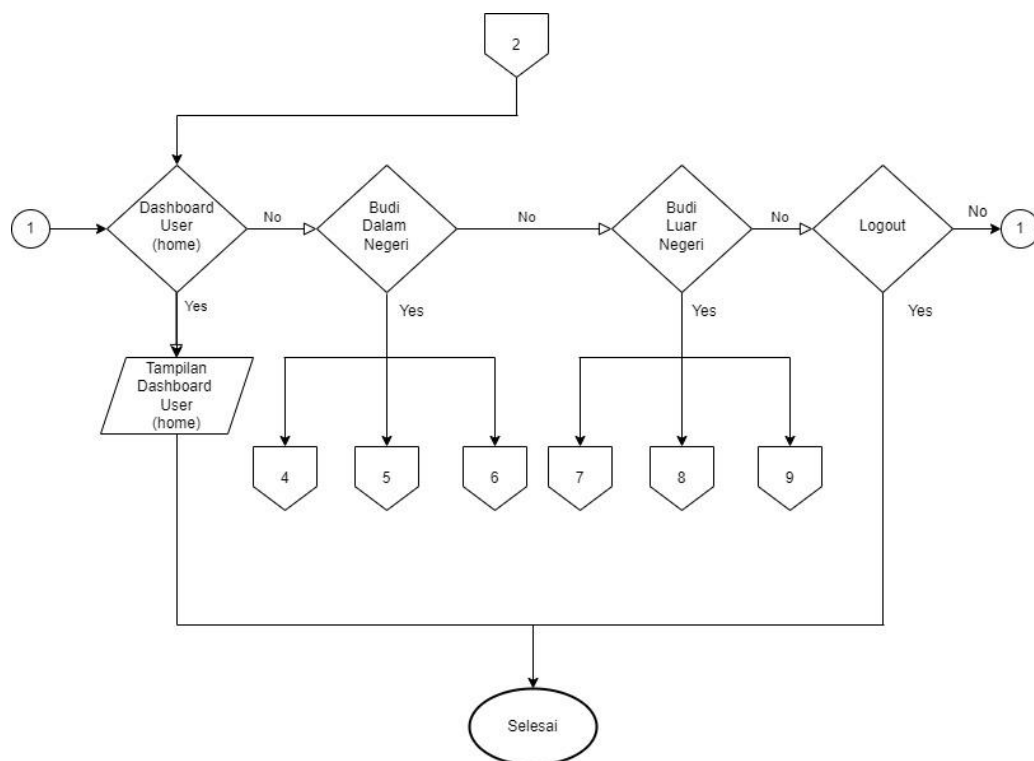 2
1
Dashboard
User
(home)
No
Budi
Dalam
Negeri
No
Budi
Luar
Negeri
No
Logout
No
1
Yes
Yes
Yes
Yes
Tampilan
Dashboard
User
(home)
4
5
6
7
8
9
Selesai